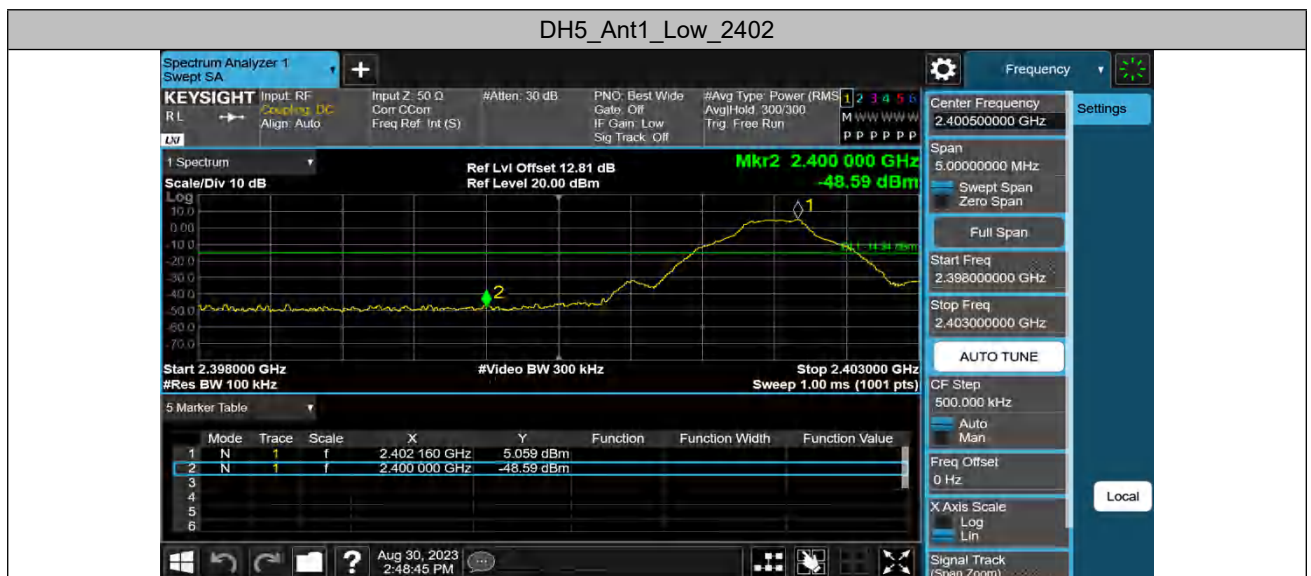 DH5_Ant1_Low_2402
Spectrum Analyzer 1
Swept SA
+
Frequency
KEYSIGHT
RL
LXI
Input: RF
Coupling: DC
Align: Auto
Input Z: 50 Ω
Corr CCorr
Freq Ref: Int (S)
#Atten: 30 dB
PNO: Best Wide
Gate: Off
IF Gain: Low
Sig Track: Off
#Avg Type: Power (RMS
Avg|Hold: 300/300
Trig: Free Run
1 2 3 4 5 6
M W W W W W
P P P P P P
1 Spectrum
Scale/Div 10 dB
Ref Lvl Offset 12.81 dB
Ref Level 20.00 dBm
Mkr2 2.400 000 GHz
-48.59 dBm
Log
10.0
0.00
-10.0
-20.0
-30.0
-40.0
-50.0
-60.0
-70.0
1
2
Start 2.398000 GHz
#Res BW 100 kHz
#Video BW 300 kHz
Stop 2.403000 GHz
Sweep 1.00 ms (1001 pts)
5 Marker Table
Mode Trace Scale X Y Function Function Width Function Value
1 N 1 f 2.402 160 GHz 5.059 dBm
2 N 1 f 2.400 000 GHz -48.59 dBm
3
4
5
6
?
Aug 30, 2023
2:48:45 PM
Center Frequency
2.400500000 GHz
Settings
Span
5.00000000 MHz
Swept Span
Zero Span
Full Span
Start Freq
2.398000000 GHz
Stop Freq
2.403000000 GHz
AUTO TUNE
CF Step
500.000 kHz
Auto
Man
Freq Offset
0 Hz
X Axis Scale
Log
Lin
Signal Track
(Span Zoom)
Local